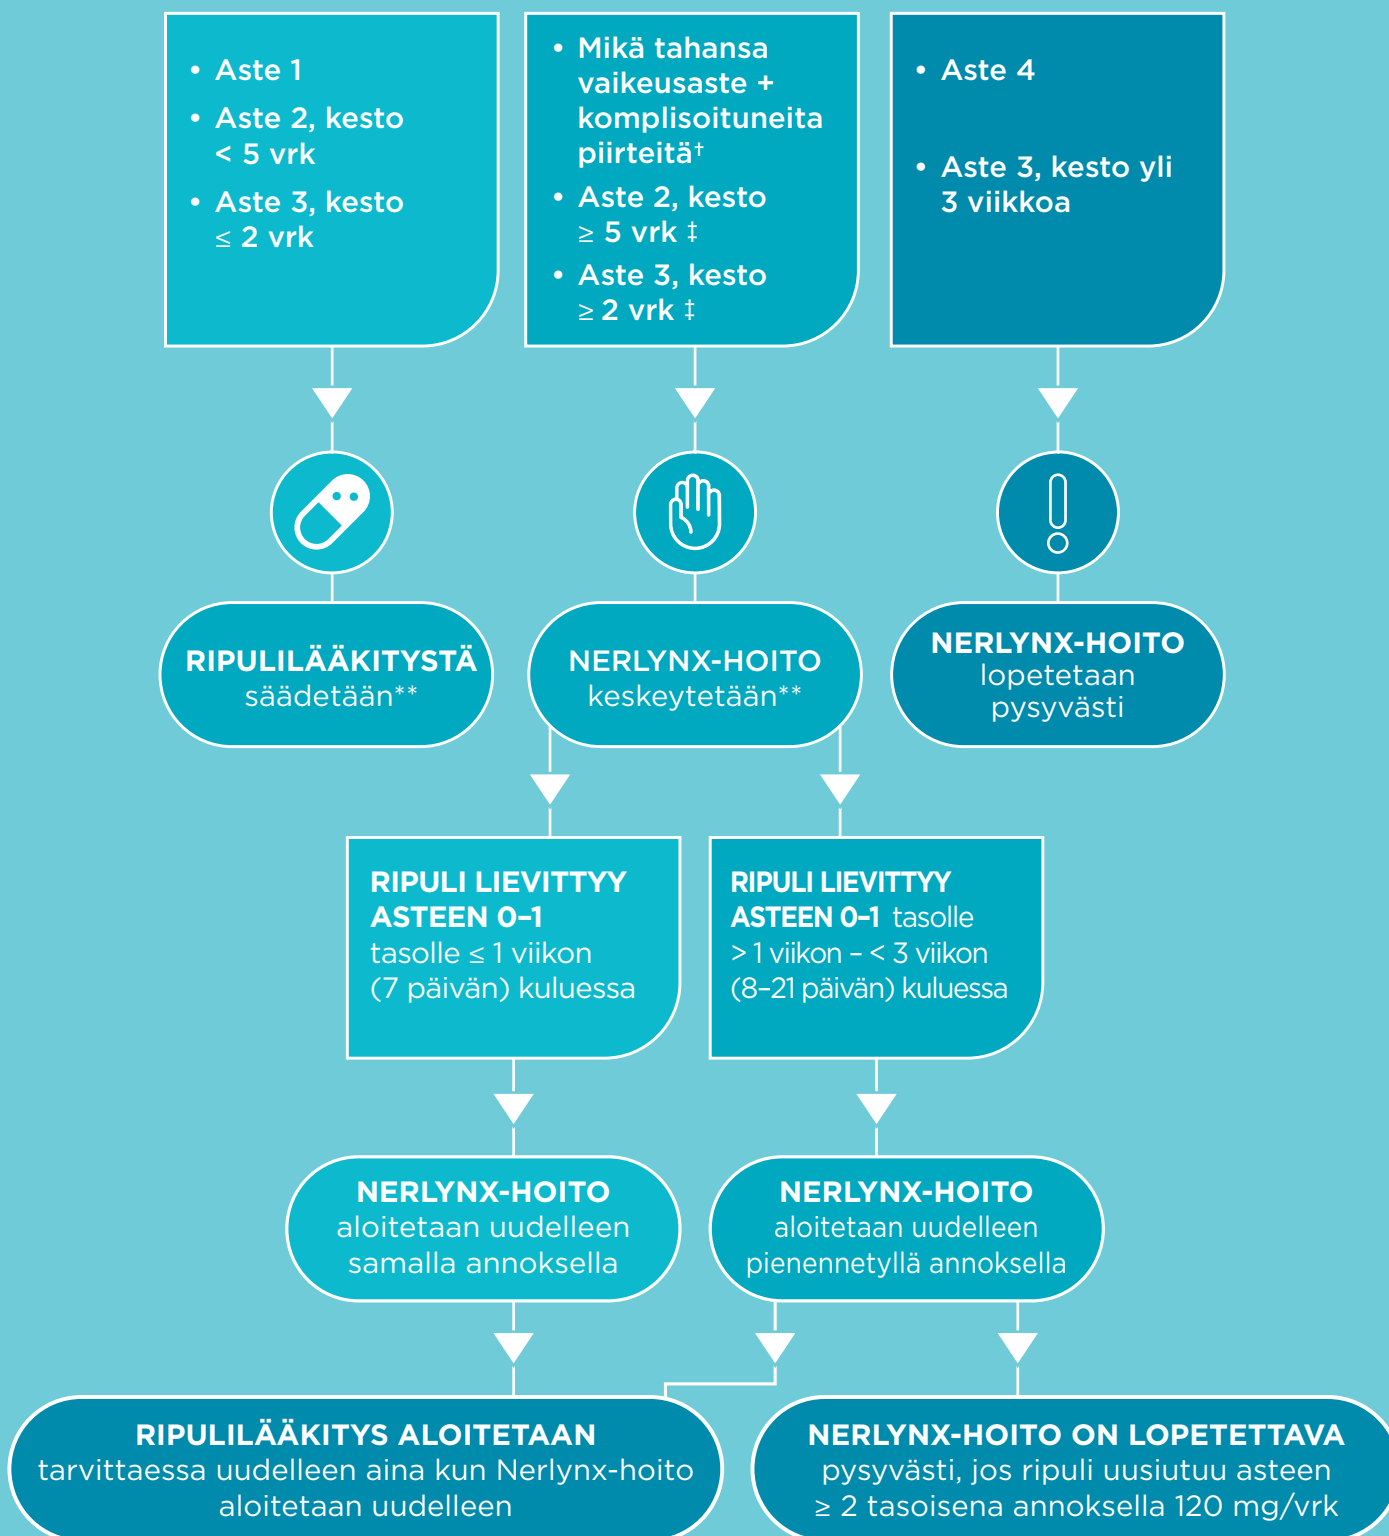 • Aste 1
• Aste 2, kesto
< 5 vrk
• Aste 3, kesto
≤ 2 vrk
• Mikä tahansa
vaikeusaste +
komplisoituneita
piirteitä†
• Aste 2, kesto
≥ 5 vrk ‡
• Aste 3, kesto
≥ 2 vrk ‡
• Aste 4
• Aste 3, kesto yli
3 viikkoa
RIPULILÄÄKITYSTÄ
säädetään**
NERLYNX-HOITO
keskeytetään**
NERLYNX-HOITO
lopetetaan
pysyvästi
RIPULI LIEVITTYY
ASTEEN 0–1
tasolle ≤ 1 viikon
(7 päivän) kuluessa
RIPULI LIEVITTYY
ASTEEN 0–1 tasolle
> 1 viikon – < 3 viikon
(8–21 päivän) kuluessa
NERLYNX-HOITO
aloitetaan uudelleen
samalla annoksella
NERLYNX-HOITO
aloitetaan uudelleen
pienennetyllä annoksella
RIPULILÄÄKITYS ALOITETAAN
tarvittaessa uudelleen aina kun Nerlynx-hoito
aloitetaan uudelleen
NERLYNX-HOITO ON LOPETETTAVA
pysyvästi, jos ripuli uusiutuu asteen
≥ 2 tasoisena annoksella 120 mg/vrk